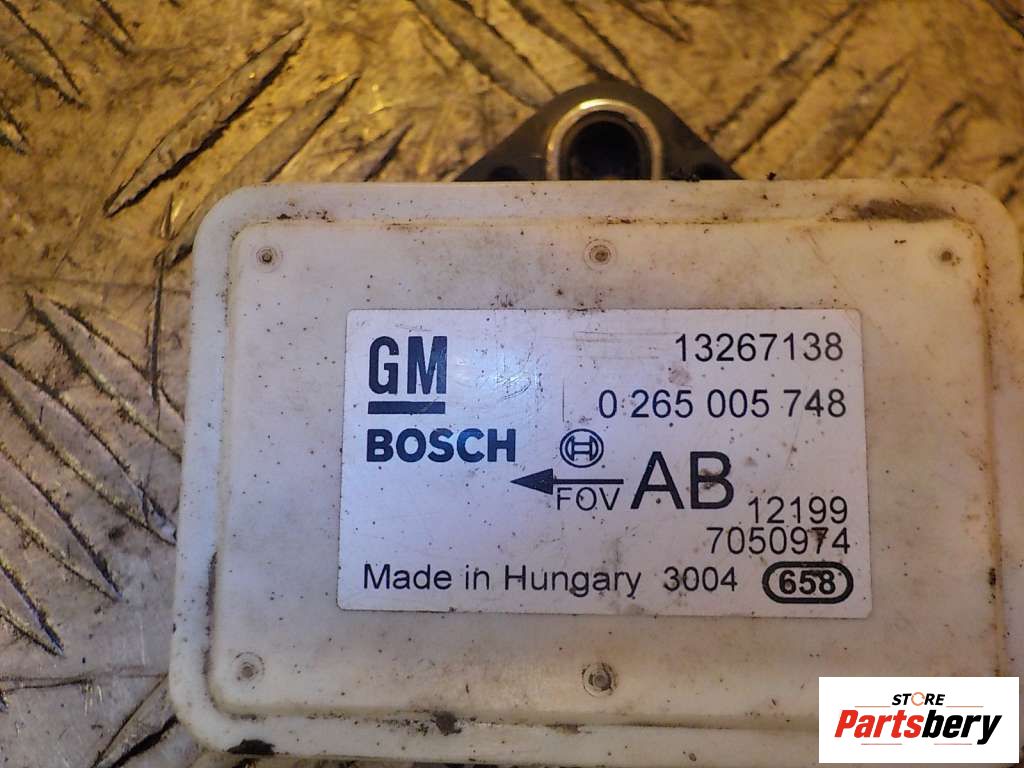 GM
13267138
0 265 005 748
BOSCH
FOV
AB
12199
7050974
Made in Hungary 3004 658
STORE
Partsbery